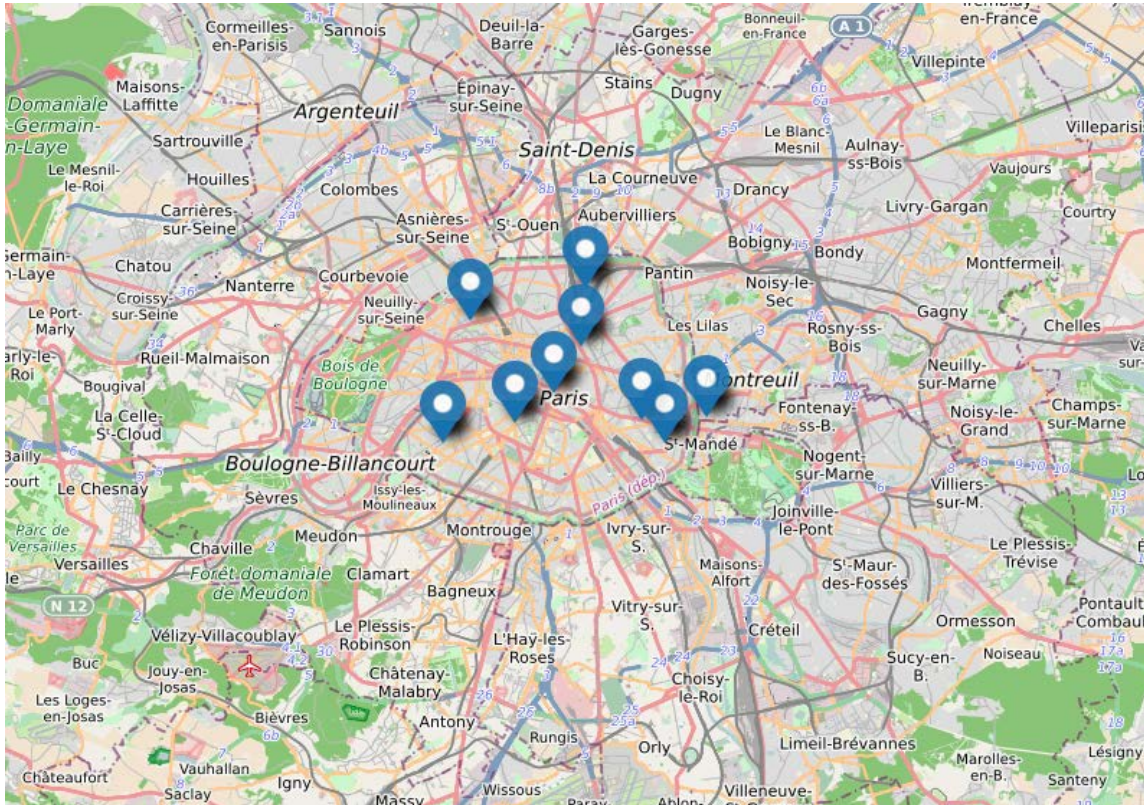 Cormeilles-
en-Parisis
Sannois
Deuil-la-
Barre
Garges-
lès-Gonesse
Bonneuil-
en-France
A 1
en-France
Villepinte
Maisons-
Laffitte
Domaniale
-Germain-
n-Laye
Argenteuil
Épinay-
sur-Seine
Stains
Dugny
Sartrouville
Saint-Denis
Le Blanc-
Mesnil
Aulnay-
ss-Bois
Villeparisi
Le Mesnil-
le-Roi
Houilles
Colombes
La Courneuve
Drancy
Vaujours
Carrières-
sur-Seine
Asnières-
sur-Seine
Sᵗ-Ouen
Aubervilliers
Livry-Gargan
Courtry
Germain-
n-Laye
Chatou
Nanterre
Courbevoie
Pantin
Bobigny
Bondy
Montfermeil
Croissy-
sur-Seine
Neuilly-
sur-Seine
Noisy-le-
Sec
Le Port-
Marly
Les Lilas
Rosny-ss-
Bois
Gagny
Chelles
arly-le-
Roi
Rueil-Malmaison
Bois de
Boulogne
Neuilly-
sur-Marne
Bougival
Paris
ontreuil
Fontenay-
ss-B.
Noisy-le-
Grand
Champs-
sur-Marne
La Celle-
Sᵗ-Cloud
Sᵗ-Mandé
Nogent-
sur-Marne
Bailly
court
Le Chesnay
Boulogne-Billancourt
Sèvres
Issy-les-
Moulineaux
Paris (dép.)
Villiers-
sur-M.
Parc de
Versailles
Versailles
Chaville
Meudon
Montrouge
Ivry-sur-
S.
Joinville-
le-Pont
Le Plessis-
Trévise
Forêt domaniale
de Meudon
Clamart
Bagneux
Maisons-
Alfort
Sᵗ-Maur-
des-Fossés
N 12
Vélizy-Villacoublay
Le Plessis-
Robinson
Vitry-sur-
S.
Créteil
Ormesson
Pontault
Combaul
Buc
Jouy-en-
Josas
Châtenay-
Malabry
L'Haÿ-les-
Roses
Choisy-
le-Roi
Sucy-en-
B.
Noiseau
Les Loges-
en-Josas
Bièvres
Antony
Rungis
Orly
Limeil-Brévannes
Marolles-
en-B.
Lésigny
Châteaufort
Vauhallan
Igny
Saclay
Massy
Wissous
Villeneuve-
Santeny